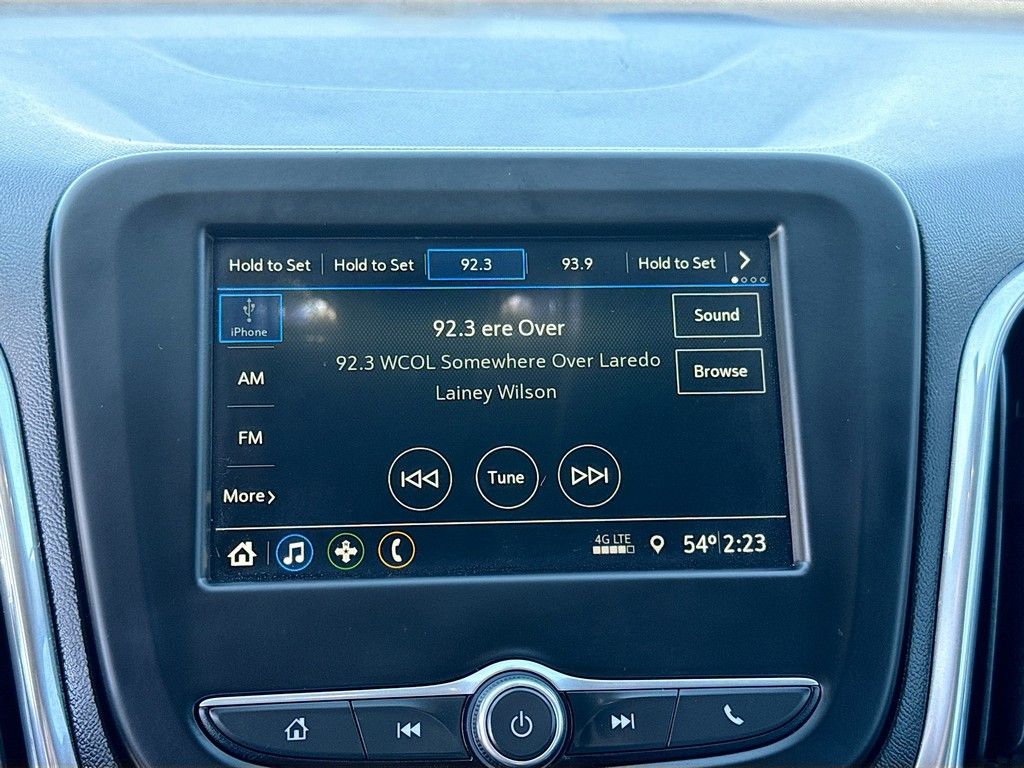 Hold to Set Hold to Set 92.3 93.9 Hold to Set
iPhone
92.3 ere Over
Sound
92.3 WCOL Somewhere Over Laredo
Browse
AM
Lainey Wilson
FM
Tune
More
4G LTE
54° 2:23